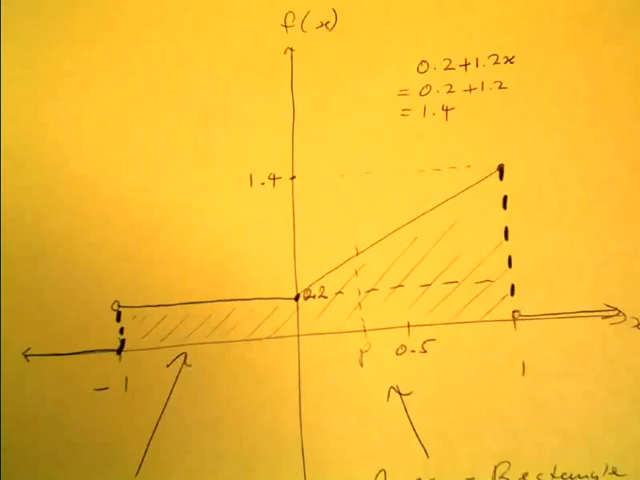 f(x)
0.2+1.2x
= 0.2+1.2
= 1.4
1.4
0.2
P 0.5
-1
1
= Rectangle